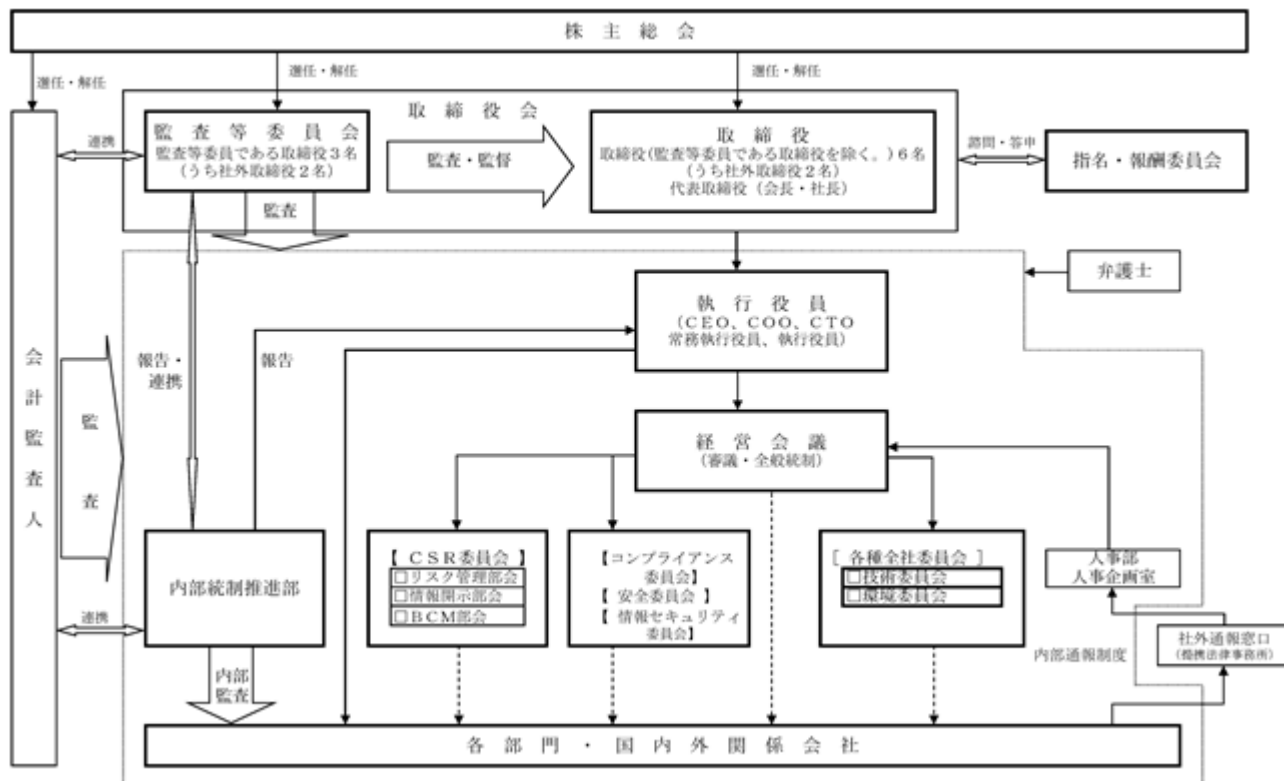 株主総会
選任・解任
選任・解任
選任・解任
取締役会
監査等委員会
監査等委員である取締役３名
（うち社外取締役２名）
連携
監査・監督
取締役
取締役（監査等委員である取締役を除く。）６名
（うち社外取締役２名）
代表取締役（会長・社長）
諮問・答申
指名・報酬委員会
監査
弁護士
執行役員
（ＣＥＯ、ＣＯＯ、ＣＴＯ
常務執行役員、執行役員）
会計監査人
監査
報告・
連携
報告
経営会議
（審議・全般統制）
内部統制推進部
【 ＣＳＲ委員会 】
□リスク管理部会
□情報開示部会
□ＢＣＭ部会
【コンプライアンス
委員会】
【 安全委員会 】
【 情報セキュリティ
委員会】
［ 各種全社委員会 ］
□技術委員会
□環境委員会
人事部
人事企画室
連携
内部
監査
内部通報制度
社外通報窓口
（提携法律事務所）
各部門・国内外関係会社